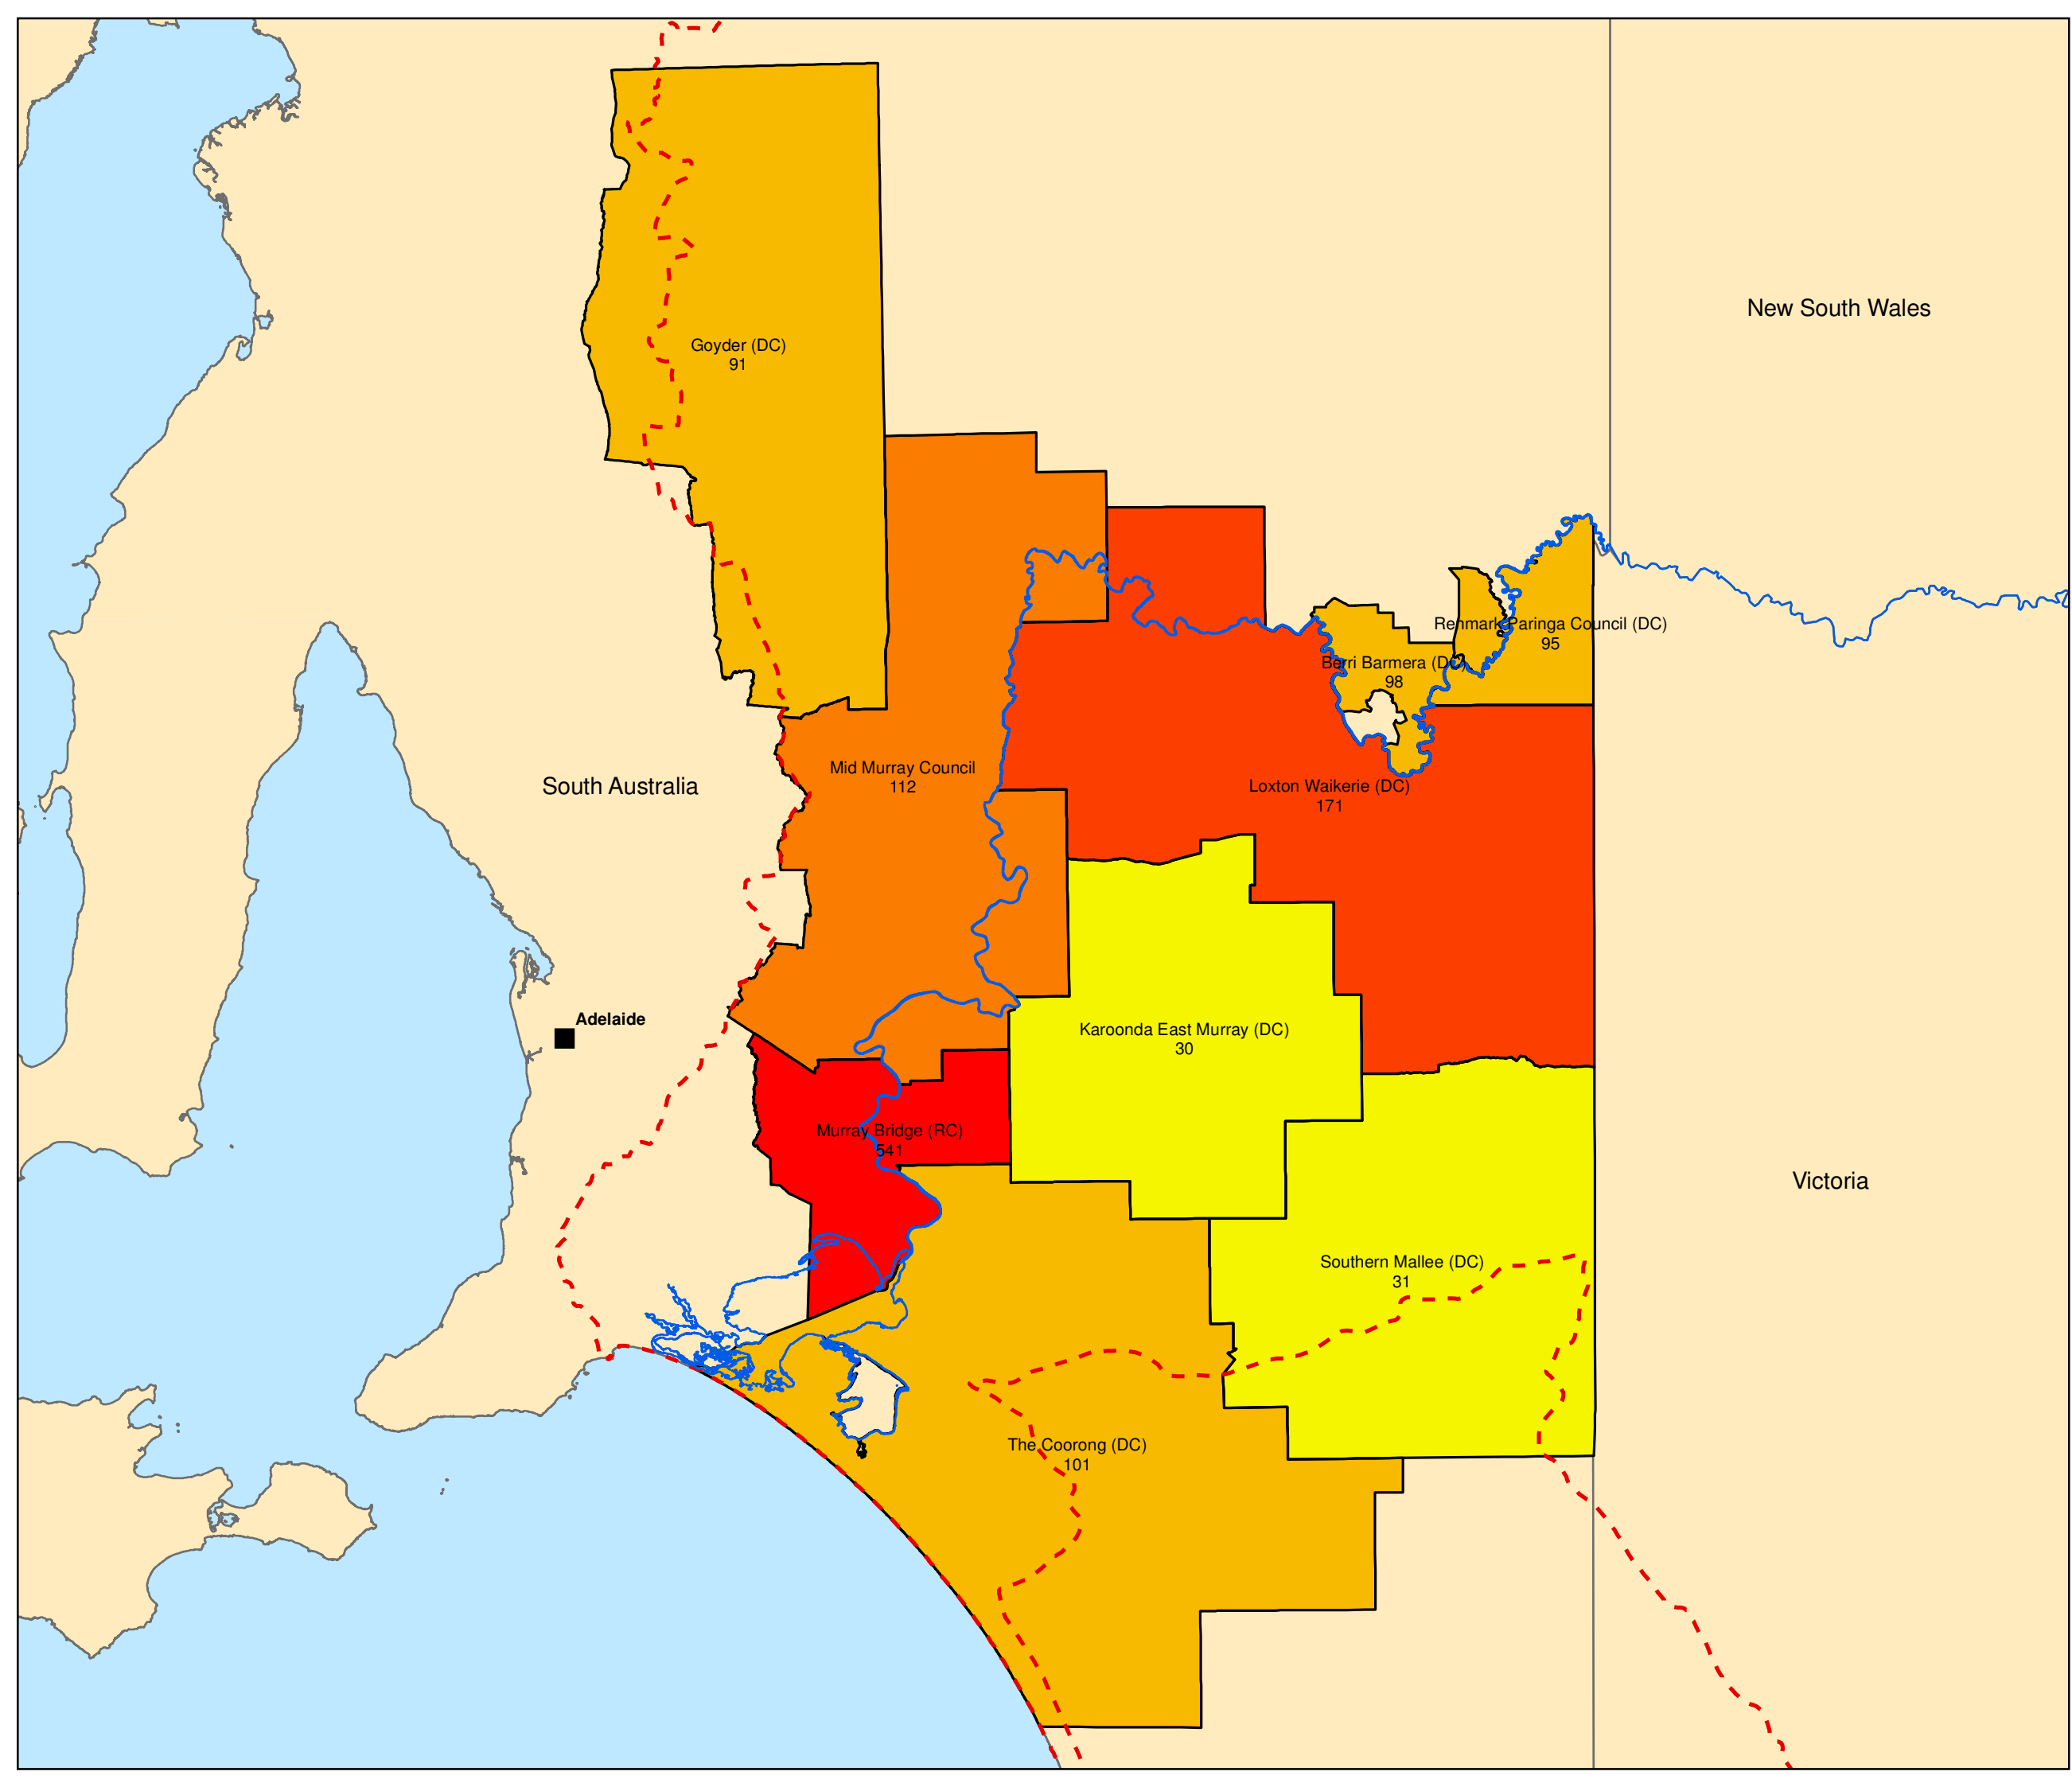 New South Wales
Goyder (DC)
91
Renmark Paringa Council (DC)
95
Berri Barmera (DC)
98
Mid Murray Council
112
South Australia
Loxton Waikerie (DC)
171
Adelaide
Karoonda East Murray (DC)
30
Murray Bridge (RC)
541
Victoria
Southern Mallee (DC)
31
The Coorong (DC)
101